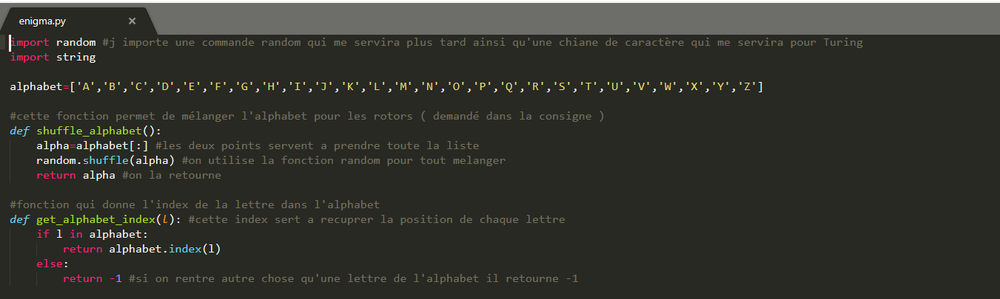 enigma.py ×
import random #j importe une commande random qui me servira plus tard ainsi qu'une chiane de caractère qui me servira pour Turing
import string
alphabet=['A','B','C','D','E','F','G','H','I','J','K','L','M','N','O','P','Q','R','S','T','U','V','W','X','Y','Z']
#cette fonction permet de mélanger l'alphabet pour les rotors ( demandé dans la consigne )
def shuffle_alphabet():
    alpha=alphabet[:] #les deux points servent a prendre toute la liste
    random.shuffle(alpha) #on utilise la fonction random pour tout melanger
    return alpha #on la retourne
#fonction qui donne l'index de la lettre dans l'alphabet
def get_alphabet_index(l): #cette index sert a recuprer la position de chaque lettre
    if l in alphabet:
        return alphabet.index(l)
    else:
        return -1 #si on rentre autre chose qu'une lettre de l'alphabet il retourne -1